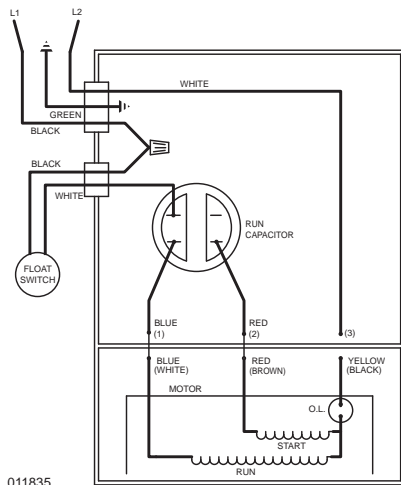 L1
L2
WHITE
GREEN
BLACK
BLACK
WHITE
FLOAT
SWITCH
RUN
CAPACITOR
BLUE
(1)
RED
(2)
(3)
BLUE
(WHITE)
RED
(BROWN)
YELLOW
(BLACK)
MOTOR
O.L.
START
RUN
011835